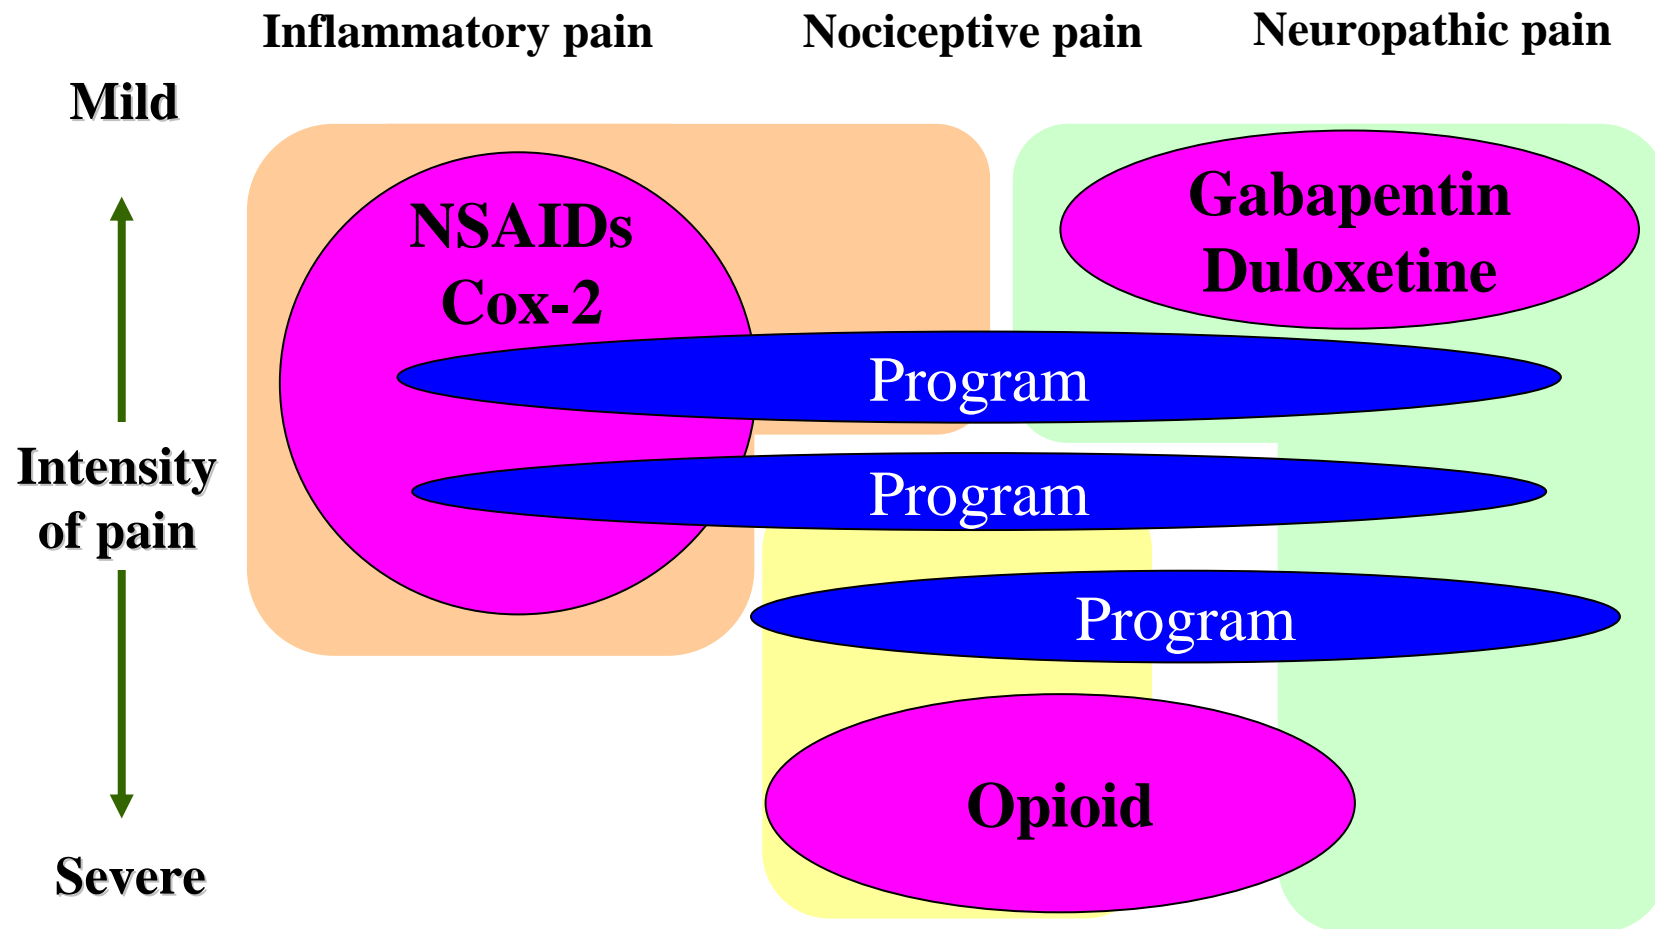 Inflammatory pain
Nociceptive pain
Neuropathic pain
Mild
NSAIDs
Cox-2
Gabapentin
Duloxetine
Program
Intensity
of pain
Program
Program
Opioid
Severe